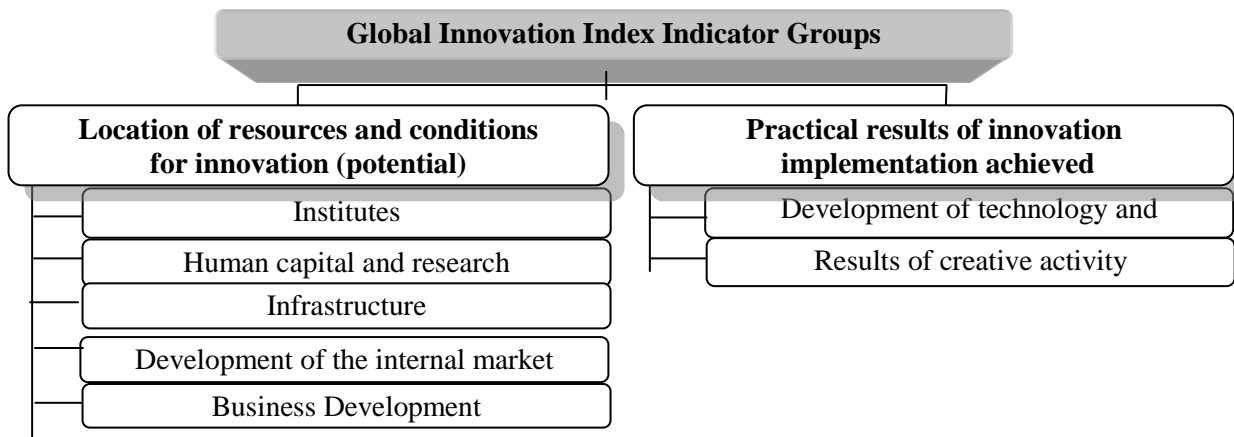 Global Innovation Index Indicator Groups
Location of resources and conditions
for innovation (potential)
Institutes
Human capital and research
Infrastructure
Development of the internal market
Business Development
Practical results of innovation
implementation achieved
Development of technology and
Results of creative activity